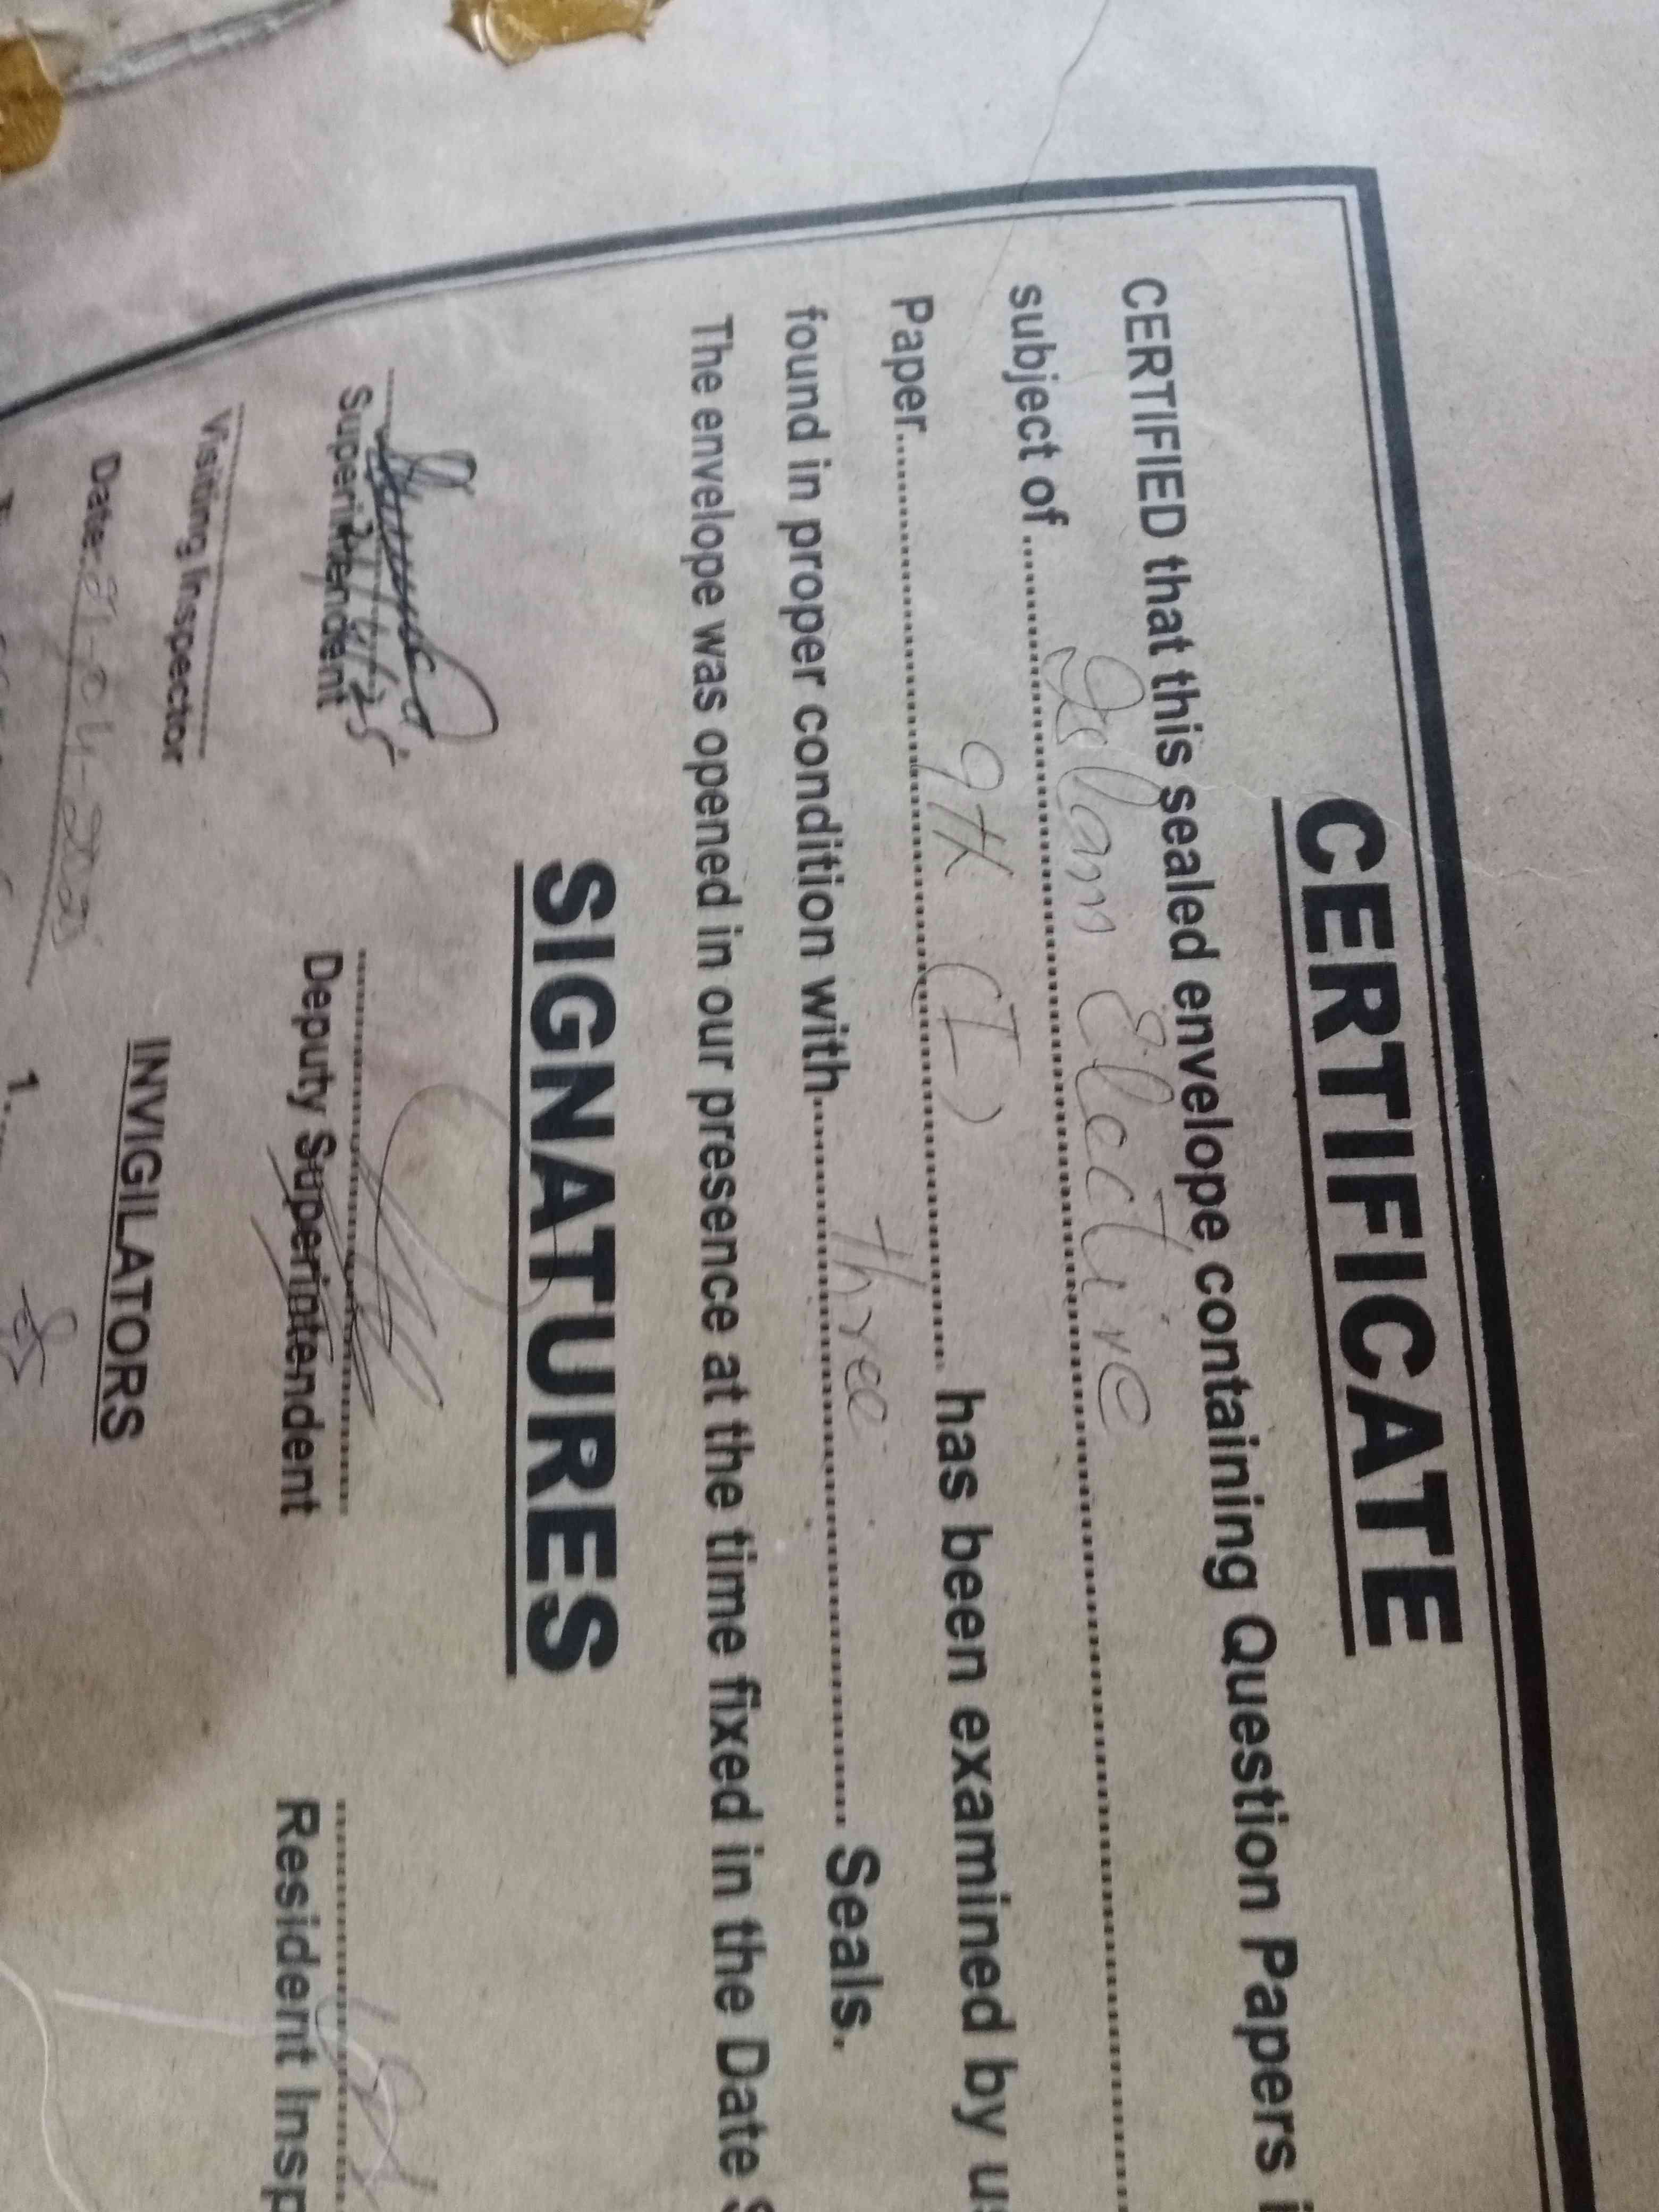 CERTIFICATE
CERTIFIED that this sealed envelope containing Question Papers i
subject of.......Islam Elective.......
Paper.......9th (I)....... has been examined by us
found in proper condition with.......three....... Seals.
The envelope was opened in our presence at the time fixed in the Date S
SIGNATURES
Superintendent
Deputy Superintendent
Resident Insp
Visiting Inspector
INVIGILATORS
Date:
1.